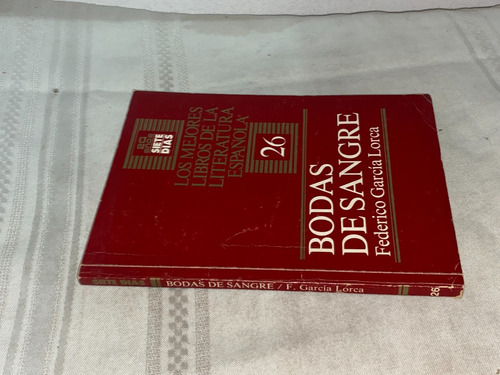 SIETE
DIAS
LOS MEJORES
LIBROS DE LA
LITERATURA
ESPAÑOLA
26
BODAS
DE SANGRE
Federico García Lorca
SIETE DIAS
BODAS DE SANGRE / F. García Lorca
26